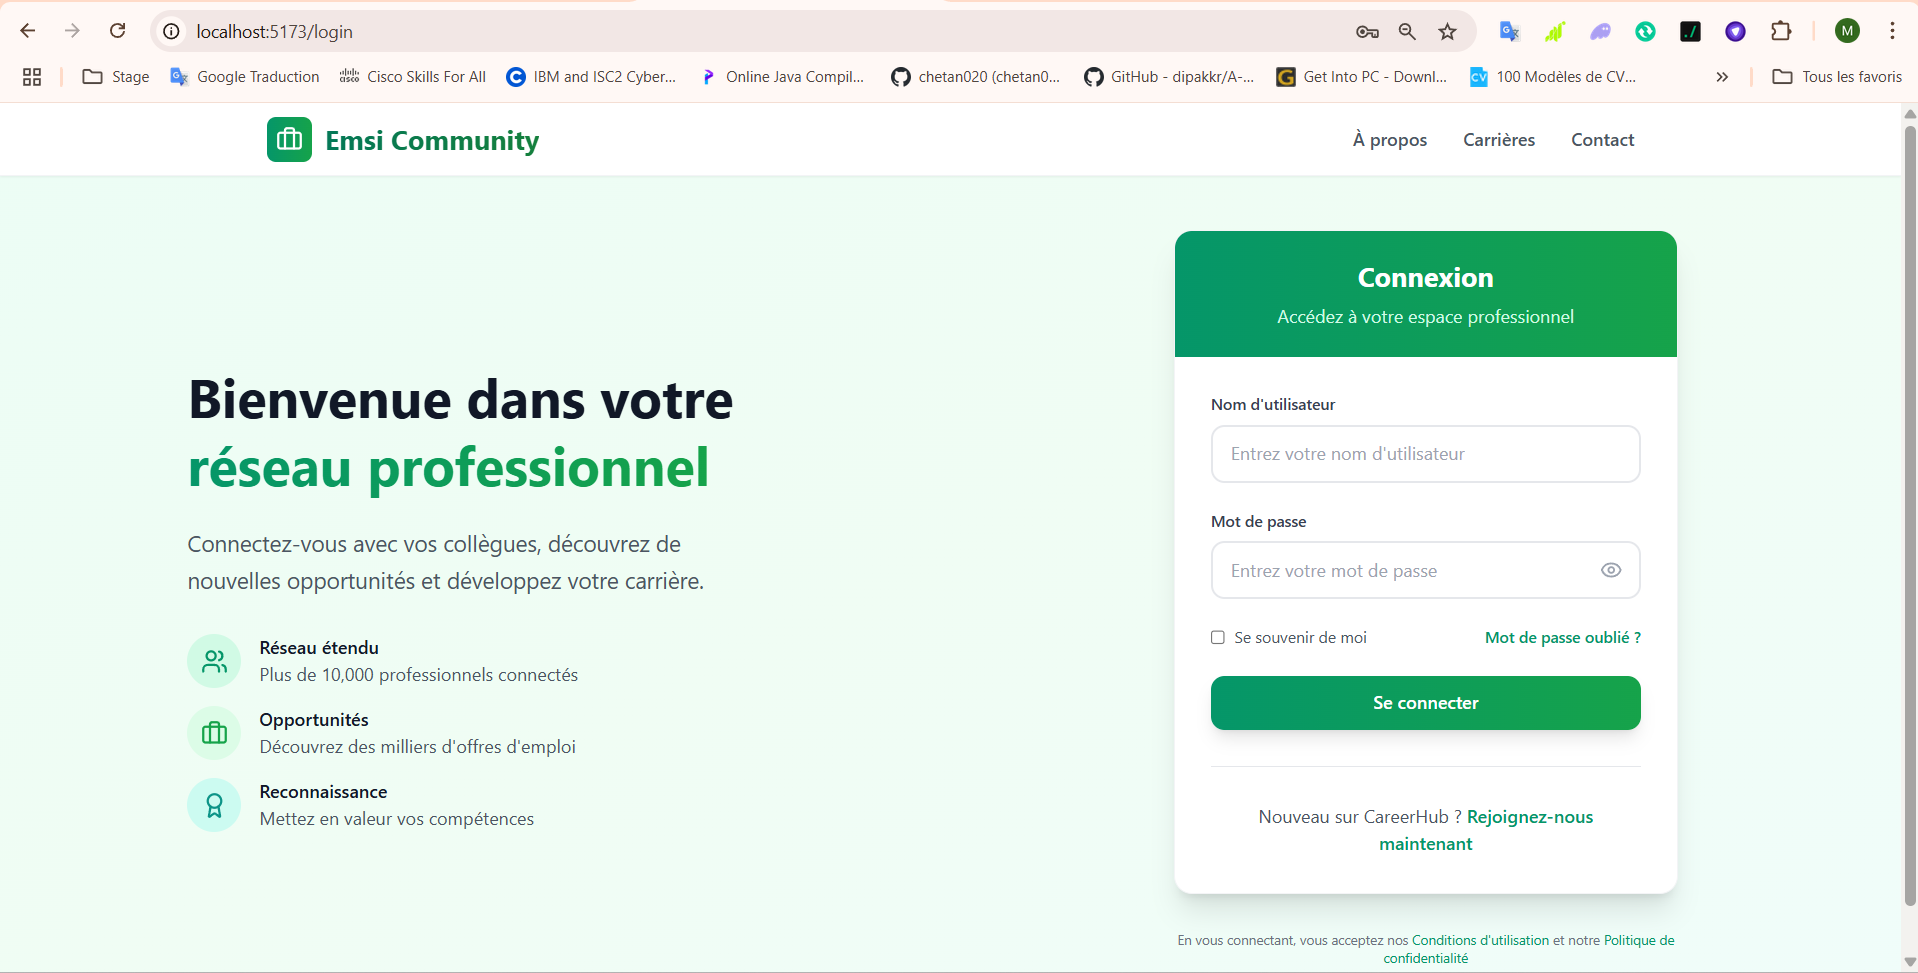 localhost:5173/login
M
Stage
Google Traduction
Cisco Skills For All
IBM and ISC2 Cyber...
Online Java Compil...
chetan020 (chetan0...
GitHub - dipakkr/A-...
Get Into PC - Downl...
100 Modèles de CV...
Tous les favoris
Emsi Community
À propos
Carrières
Contact
Bienvenue dans votre
réseau professionnel
Connectez-vous avec vos collègues, découvrez de
nouvelles opportunités et développez votre carrière.
Réseau étendu
Plus de 10,000 professionnels connectés
Opportunités
Découvrez des milliers d'offres d'emploi
Reconnaissance
Mettez en valeur vos compétences
Connexion
Accédez à votre espace professionnel
Nom d'utilisateur
Entrez votre nom d'utilisateur
Mot de passe
Entrez votre mot de passe
Se souvenir de moi
Mot de passe oublié ?
Se connecter
Nouveau sur CareerHub ? Rejoignez-nous
maintenant
En vous connectant, vous acceptez nos Conditions d'utilisation et notre Politique de
confidentialité